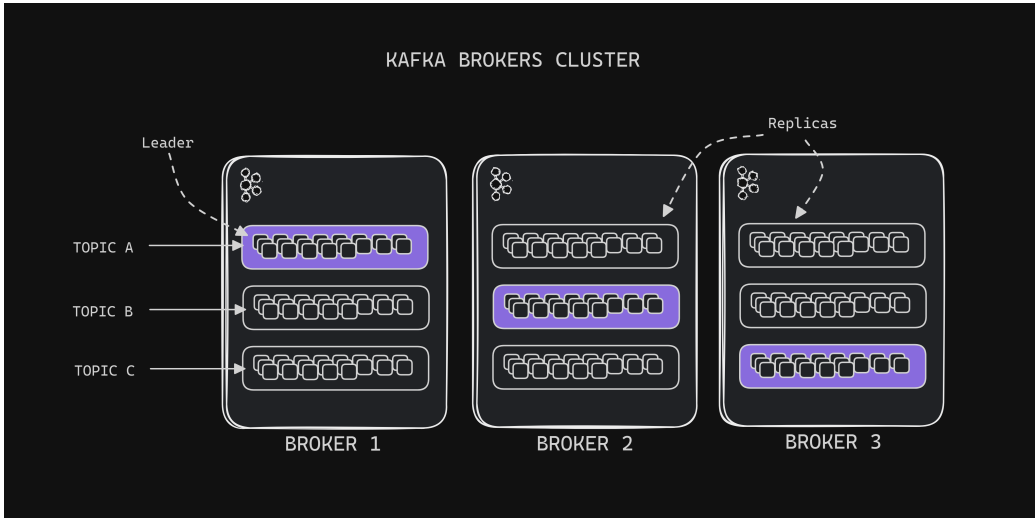 KAFKA BROKERS CLUSTER
Leader
Replicas
TOPIC A
TOPIC B
TOPIC C
BROKER 1
BROKER 2
BROKER 3